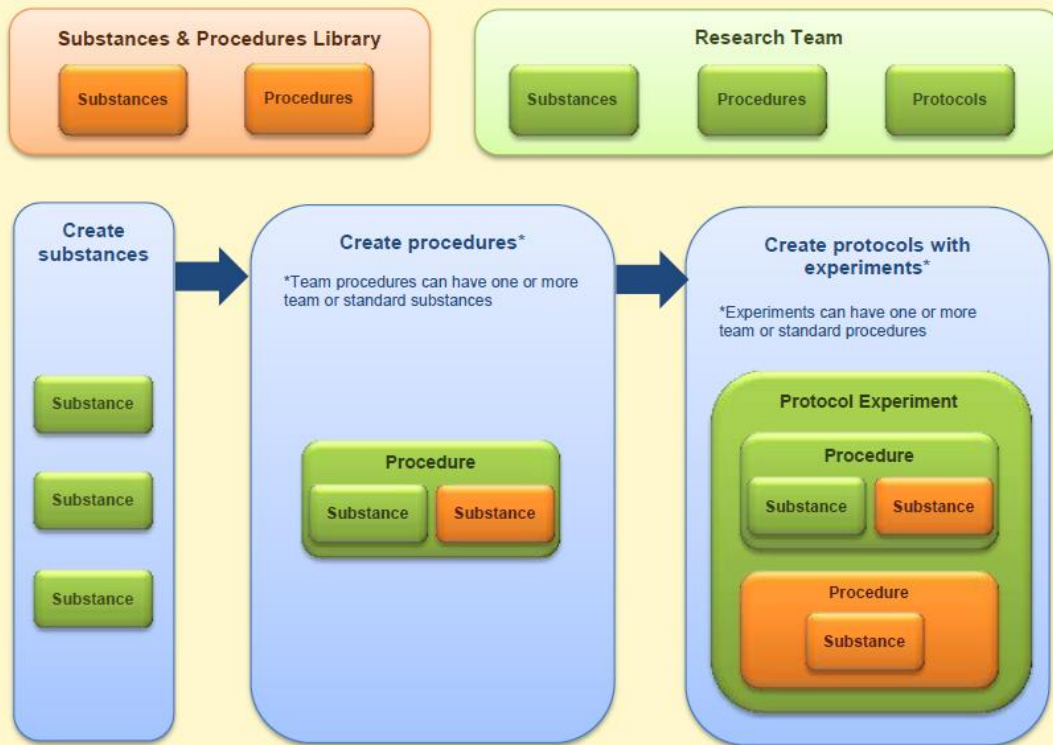 Substances & Procedures Library
Substances
Procedures
Research Team
Substances
Procedures
Protocols
Create
substances
Substance
Substance
Substance
Create procedures*
*Team procedures can have one or more
team or standard substances
Procedure
Substance
Substance
Create protocols with
experiments*
*Experiments can have one or more
team or standard procedures
Protocol Experiment
Procedure
Substance
Substance
Procedure
Substance